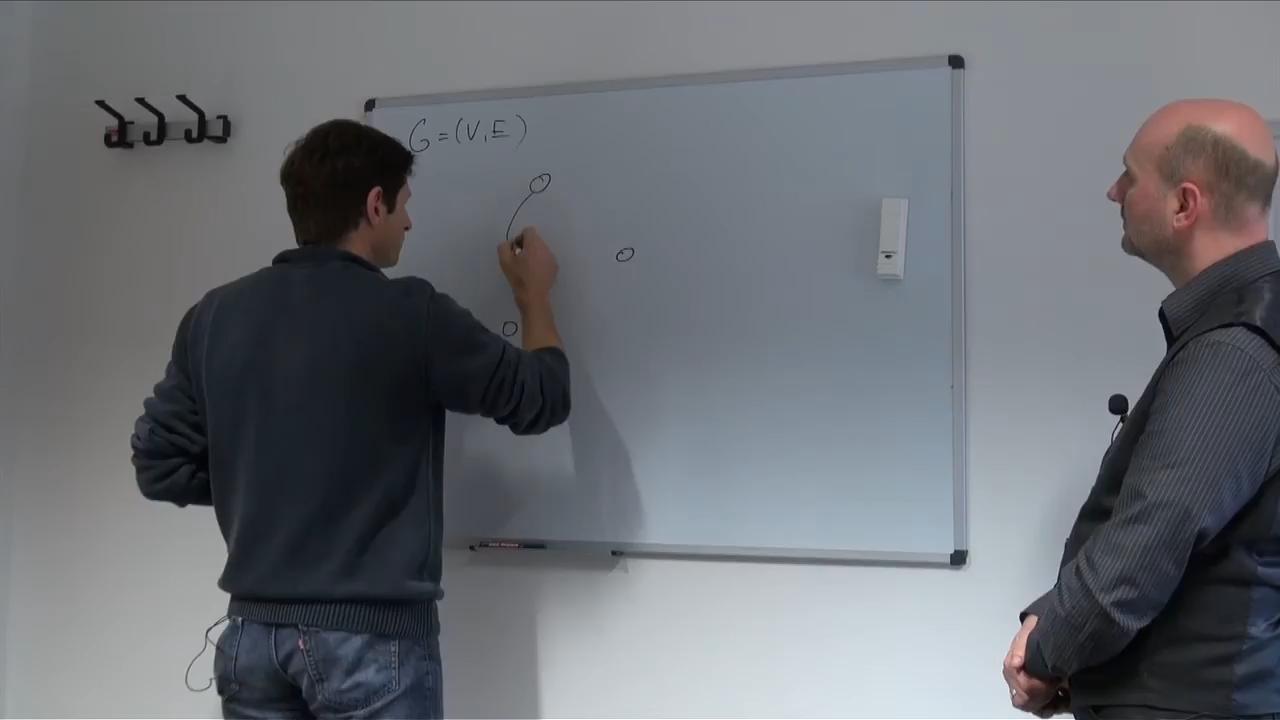 G = (V, E)